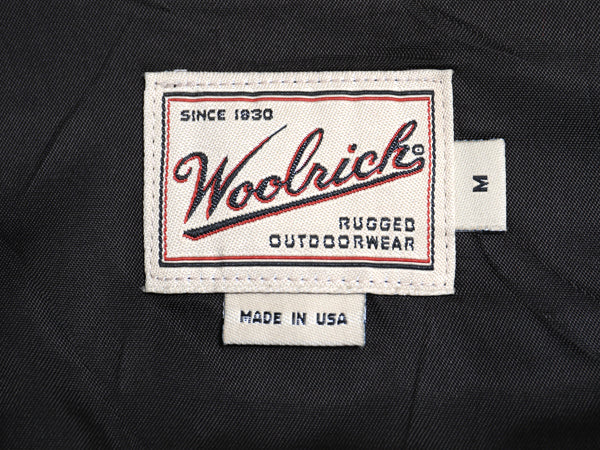 SINCE 1830
Woolrich®
RUGGED
OUTDOORWEAR
M
MADE IN USA